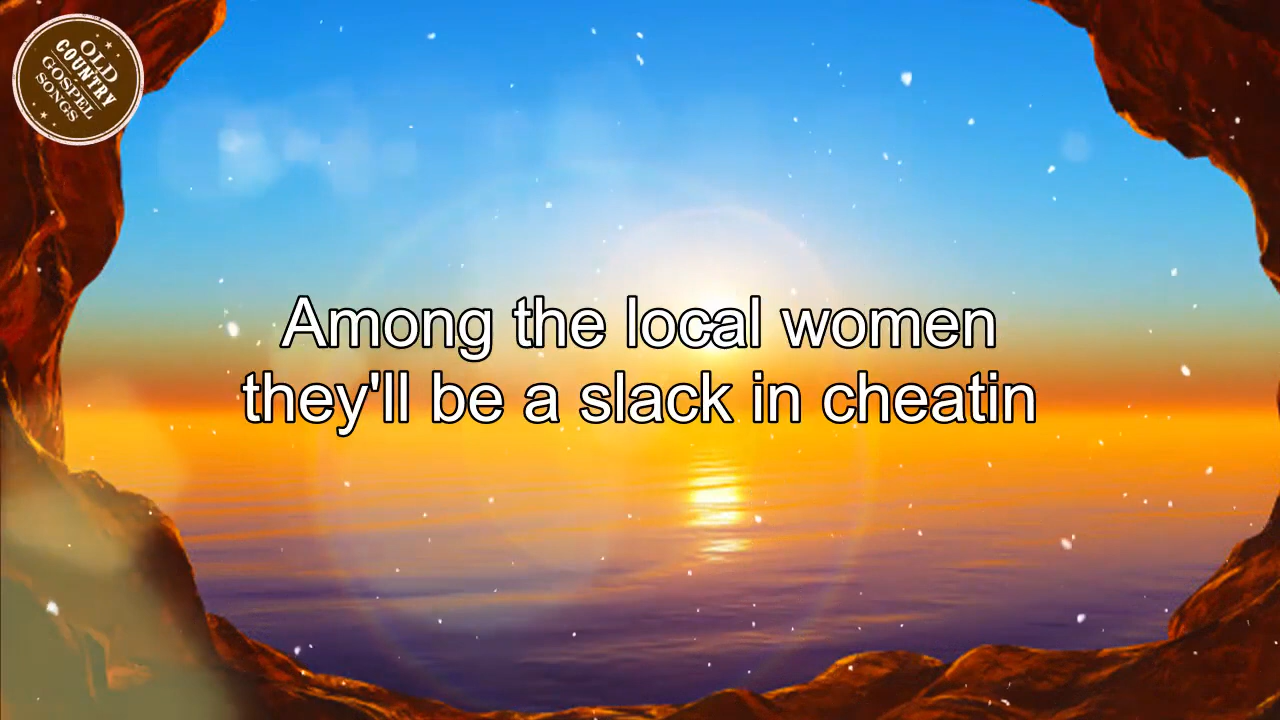 OLD
COUNTRY
GOSPEL
SONGS
Among the local women
they'll be a slack in cheatin